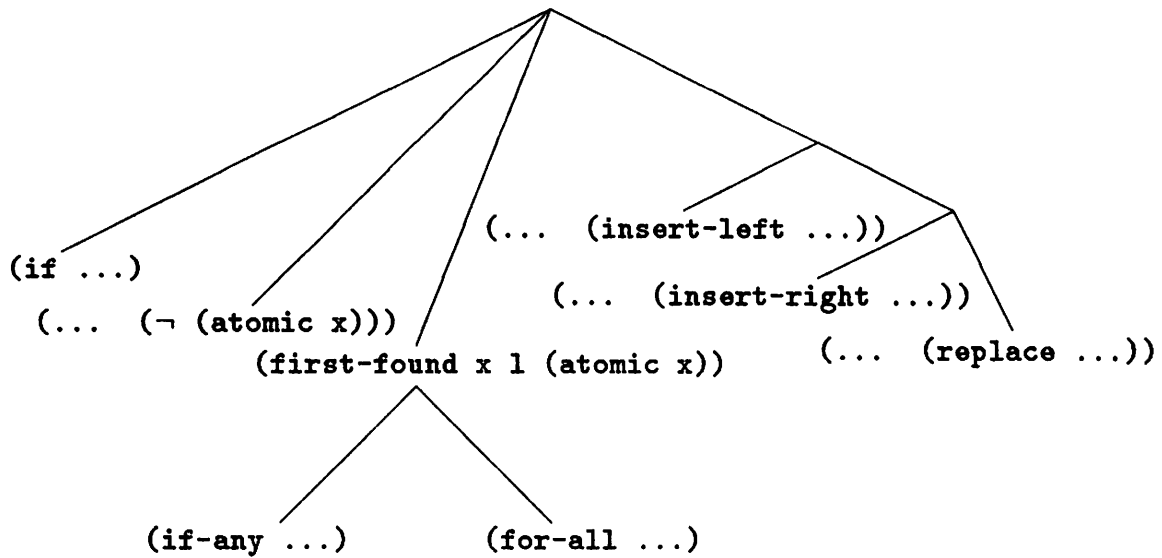 (... (insert-left ...))
(if ...)
(... (insert-right ...))
(... (¬ (atomic x)))
(... (replace ...))
(first-found x l (atomic x))
(if-any ...)
(for-all ...)